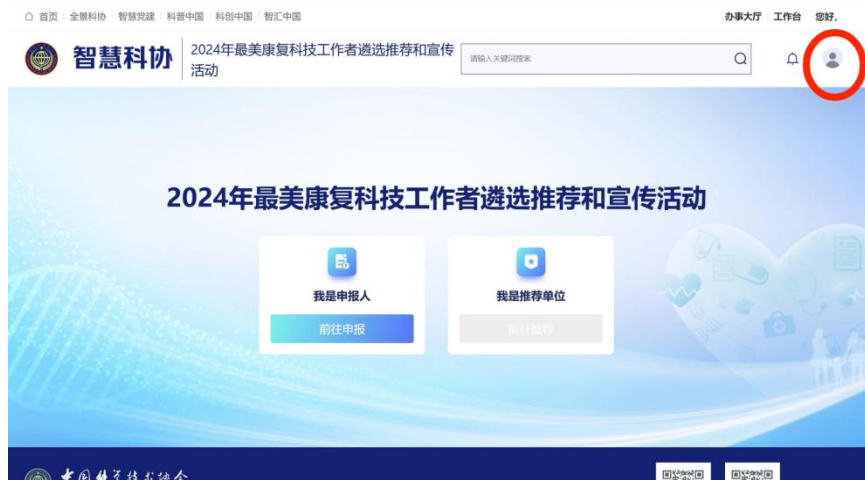 首页 全景科协 智慧党建 科普中国 科创中国 智汇中国 办事大厅 工作台 您好,
智慧科协 2024年最美康复科技工作者遴选推荐和宣传活动
请输入关键词搜索
2024年最美康复科技工作者遴选推荐和宣传活动
我是申报人 我是推荐单位
前往申报 前往推荐
中国科学技术协会